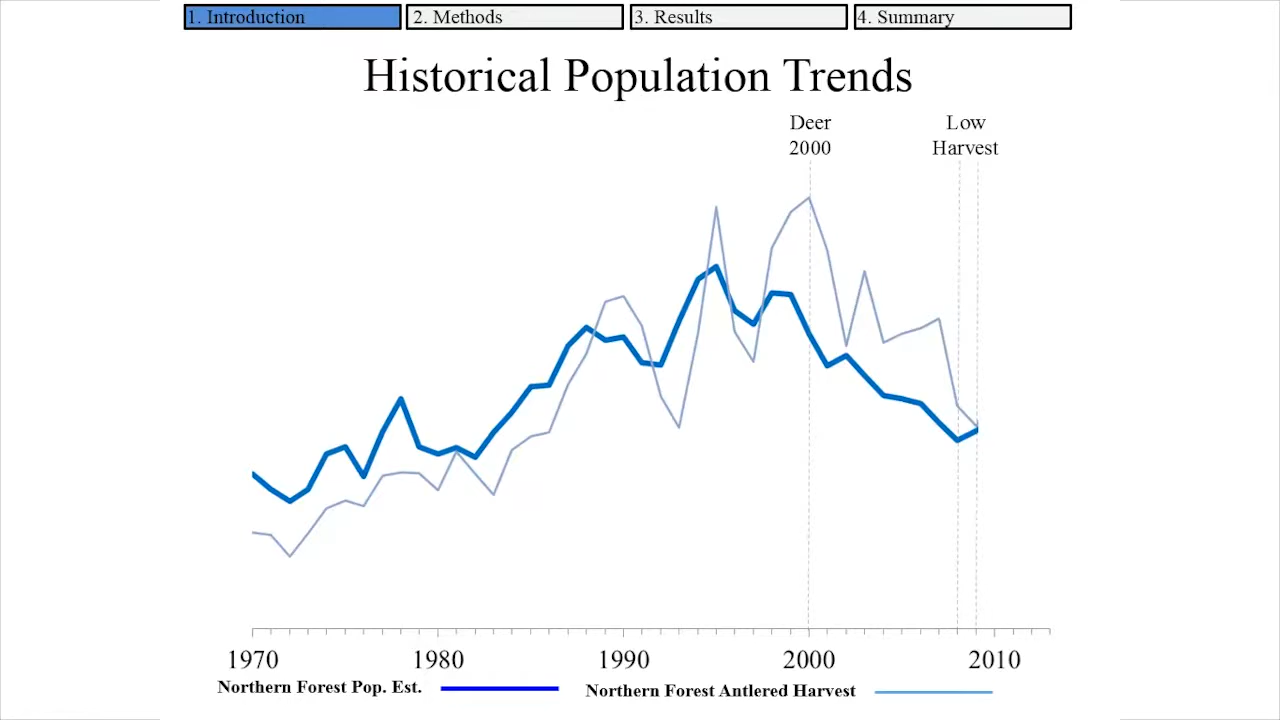 1. Introduction
2. Methods
3. Results
4. Summary
Historical Population Trends
Deer
2000
Low
Harvest
1970
1980
1990
2000
2010
Northern Forest Pop. Est.
Northern Forest Antlered Harvest